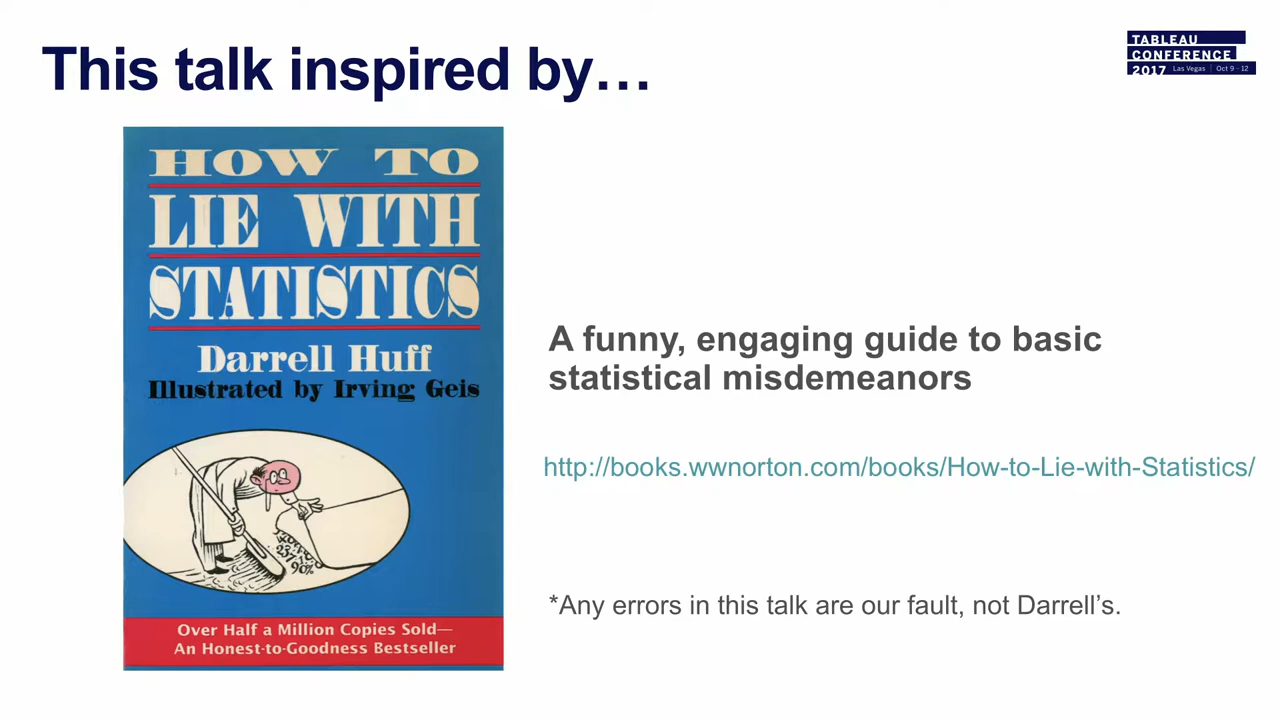 This talk inspired by…
TABLEAU
CONFERENCE
2017 Las Vegas | Oct 9 - 12
HOW TO
LIE WITH
STATISTICS
Darrell Huff
Illustrated by Irving Geis
237
90%
Over Half a Million Copies Sold—
An Honest-to-Goodness Bestseller
A funny, engaging guide to basic
statistical misdemeanors
http://books.wwnorton.com/books/How-to-Lie-with-Statistics/
*Any errors in this talk are our fault, not Darrell’s.